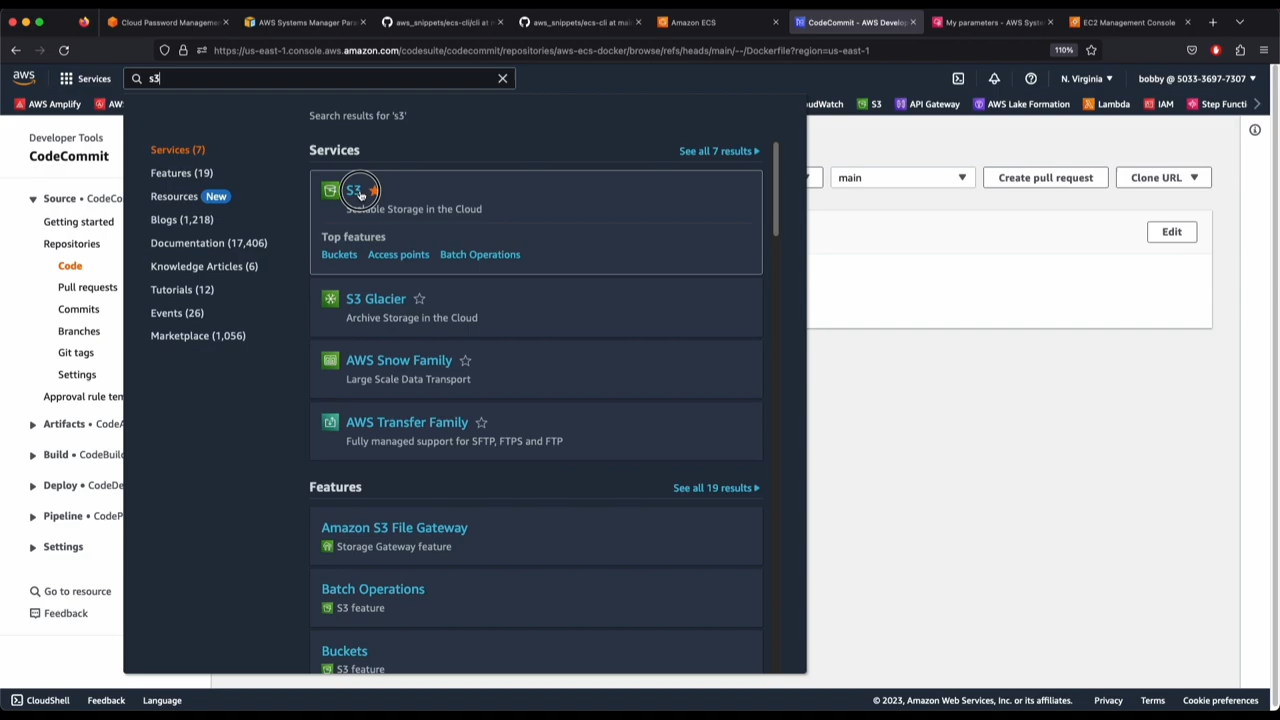 Cloud Password Managemen
AWS Systems Manager Para
aws_snippets/ecs-cli/cli at m
aws_snippets/ecs-cli at main
Amazon ECS
CodeCommit - AWS Develop
My parameters - AWS Syste
EC2 Management Console
https://us-east-1.console.aws.amazon.com/codesuite/codecommit/repositories/aws-ecs-docker/browse/refs/heads/main/--/Dockerfile?region=us-east-1
110%
aws
Services
s3
N. Virginia
bobby @ 5033-3697-7307
AWS Amplify
AW
udWatch
S3
API Gateway
AWS Lake Formation
Lambda
IAM
Step Functi
Developer Tools
CodeCommit
Source • CodeCo
Getting started
Repositories
Code
Pull requests
Commits
Branches
Git tags
Settings
Approval rule tem
Artifacts • CodeA
Build • CodeBuil
Deploy • CodeDe
Pipeline • CodeP
Settings
Go to resource
Feedback
Search results for 's3'
Services (7)
Features (19)
Resources New
Blogs (1,218)
Documentation (17,406)
Knowledge Articles (6)
Tutorials (12)
Events (26)
Marketplace (1,056)
Services
See all 7 results
S3
Scalable Storage in the Cloud
Top features
Buckets Access points Batch Operations
S3 Glacier
Archive Storage in the Cloud
AWS Snow Family
Large Scale Data Transport
AWS Transfer Family
Fully managed support for SFTP, FTPS and FTP
Features
See all 19 results
Amazon S3 File Gateway
Storage Gateway feature
Batch Operations
S3 feature
Buckets
S3 feature
main
Create pull request
Clone URL
Edit
CloudShell
Feedback
Language
© 2023, Amazon Web Services, Inc. or its affiliates.
Privacy
Terms
Cookie preferences